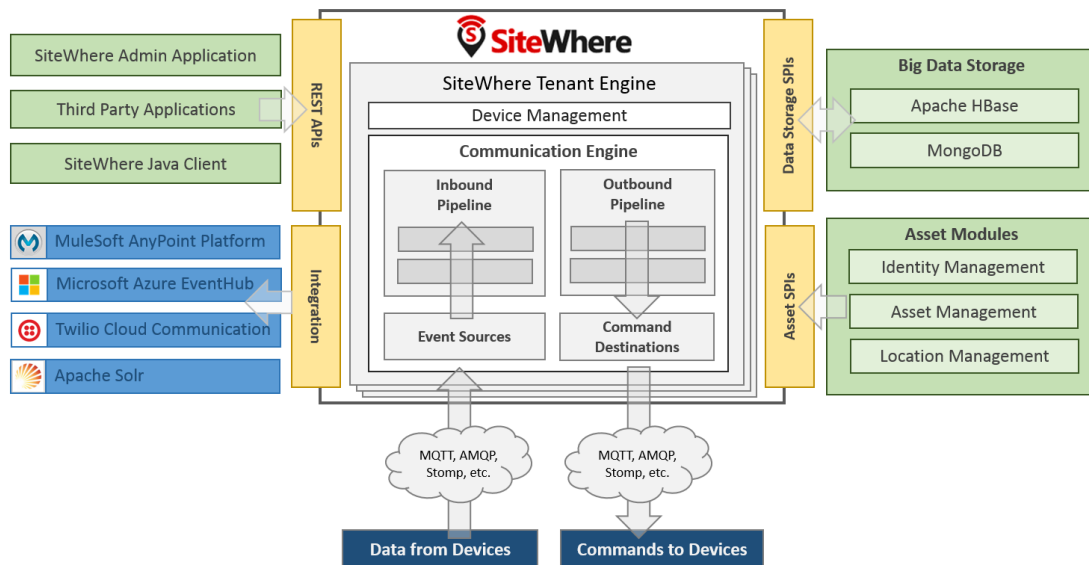 SiteWhere
SiteWhere Admin Application
Third Party Applications
SiteWhere Java Client
REST APIs
MuleSoft AnyPoint Platform
Microsoft Azure EventHub
Twilio Cloud Communication
Apache Solr
Integration
SiteWhere Tenant Engine
Device Management
Communication Engine
Inbound
Pipeline
Outbound
Pipeline
Event Sources
Command
Destinations
Data Storage SPIs
Big Data Storage
Apache HBase
MongoDB
Asset SPIs
Asset Modules
Identity Management
Asset Management
Location Management
MQTT, AMQP,
Stomp, etc.
MQTT, AMQP,
Stomp, etc.
Data from Devices
Commands to Devices